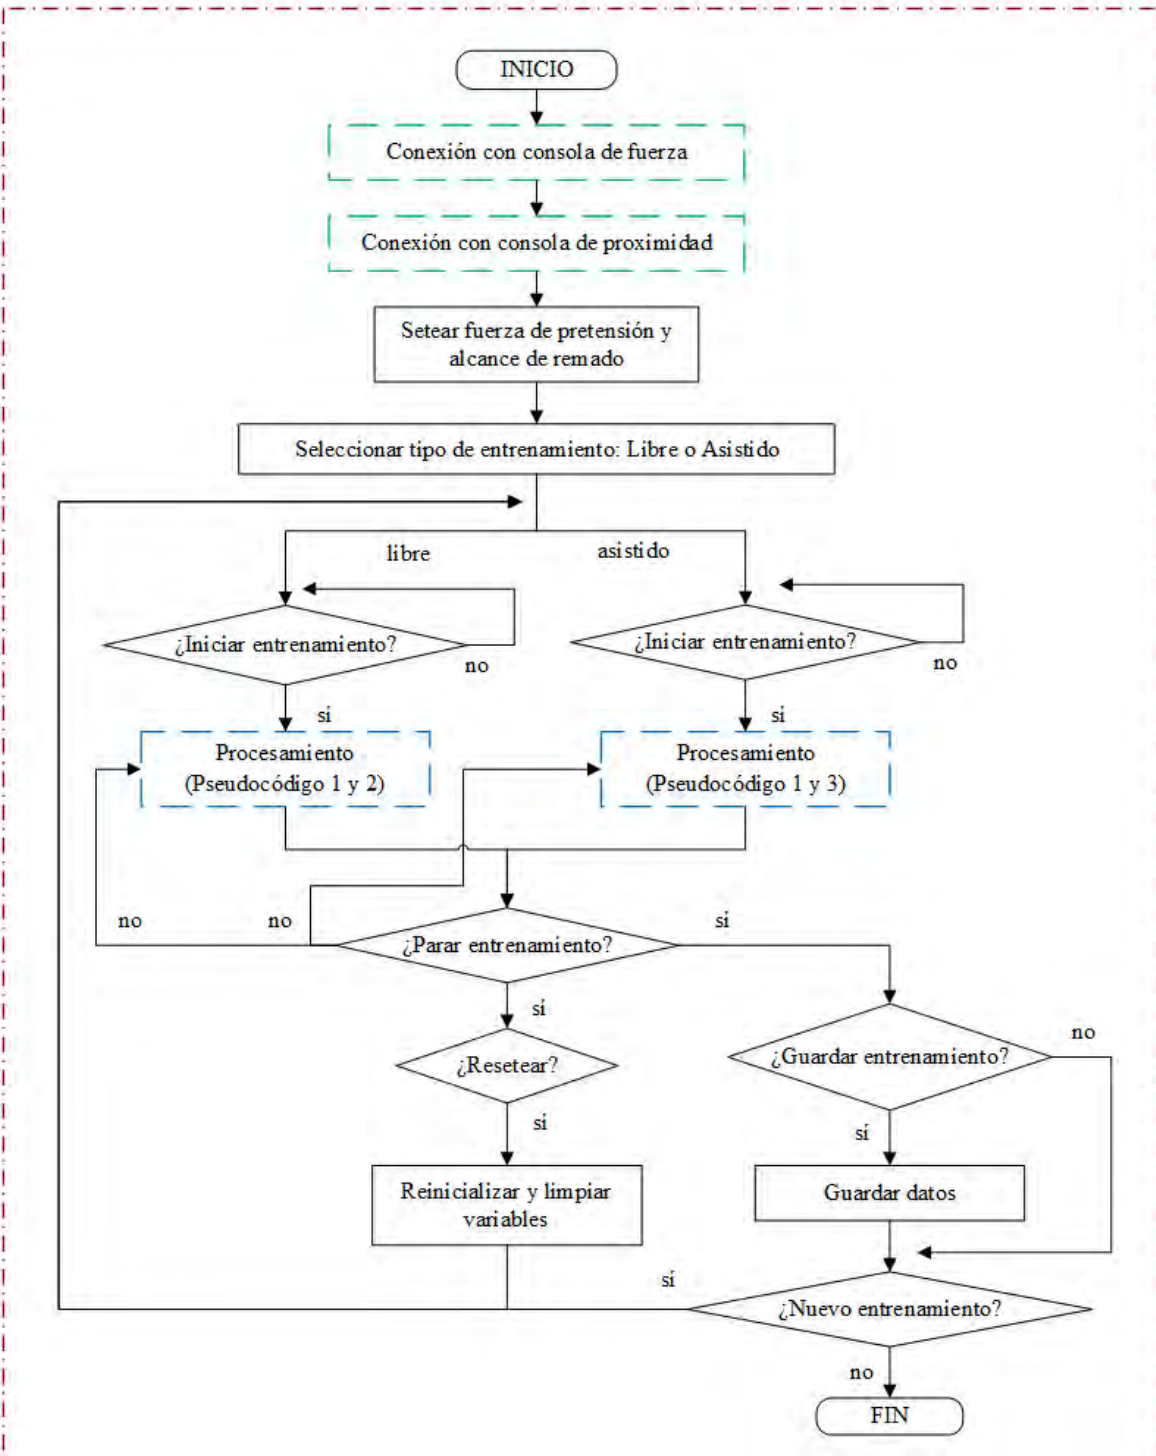 INICIO
Conexión con consola de fuerza
Conexión con consola de proximidad
Setear fuerza de pretensión y
alcance de remado
Seleccionar tipo de entrenamiento: Libre o Asistido
libre
asistido
¿Iniciar entrenamiento?
no
¿Iniciar entrenamiento?
no
sí
sí
Procesamiento
(Pseudocódigo 1 y 2)
Procesamiento
(Pseudocódigo 1 y 3)
no
no
¿Parar entrenamiento?
sí
sí
¿Resetear?
¿Guardar entrenamiento?
no
sí
sí
Reinicializar y limpiar
variables
Guardar datos
sí
¿Nuevo entrenamiento?
no
FIN